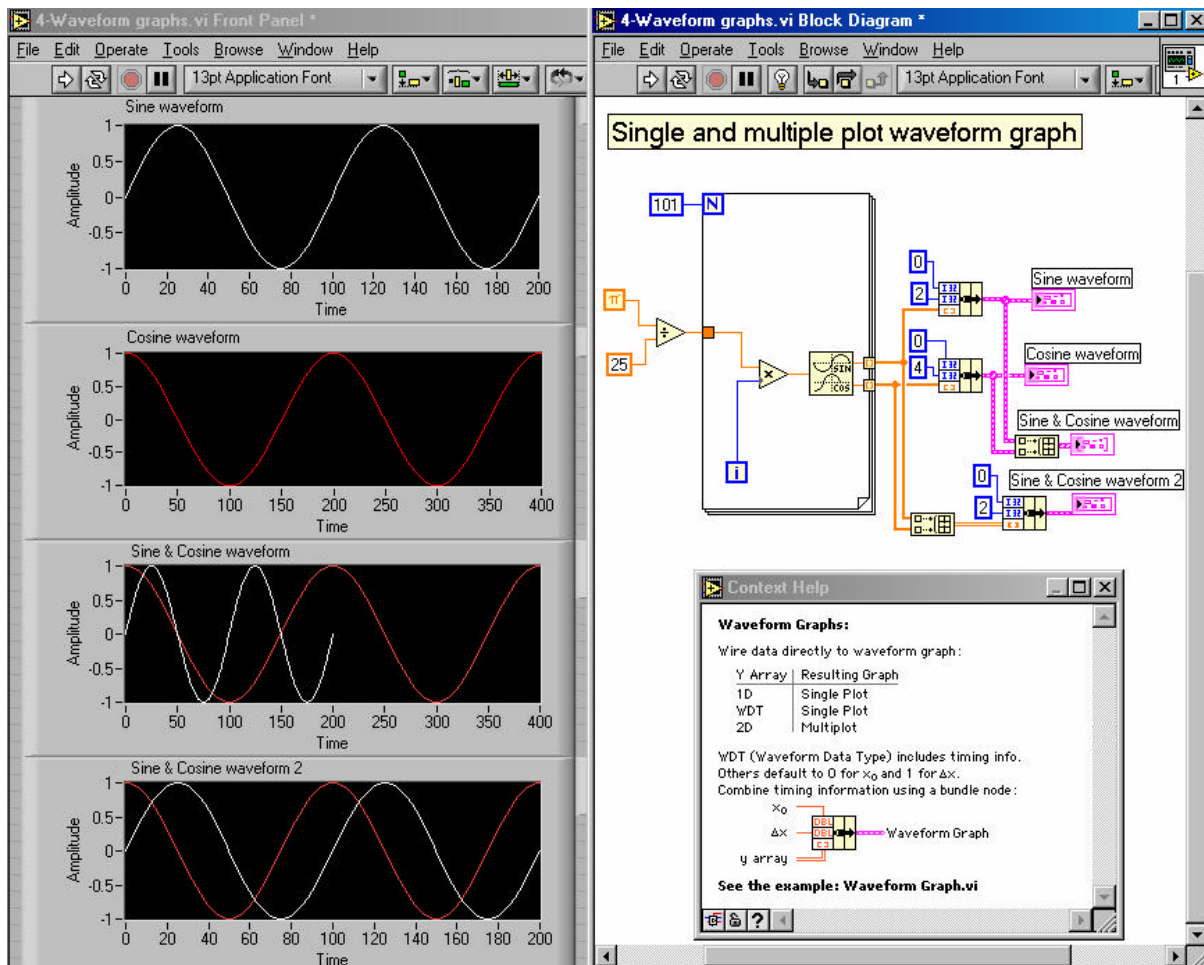 4-Waveform graphs.vi Front Panel *
File Edit Operate Tools Browse Window Help
13pt Application Font
Sine waveform
Amplitude
1
0.5
0
-0.5
-1
0 20 40 60 80 100 120 140 160 180 200
Time
Cosine waveform
Amplitude
1
0.5
0
-0.5
-1
0 50 100 150 200 250 300 350 400
Time
Sine & Cosine waveform
Amplitude
1
0.5
0
-0.5
-1
0 50 100 150 200 250 300 350 400
Time
Sine & Cosine waveform 2
Amplitude
1
0.5
0
-0.5
-1
0 20 40 60 80 100 120 140 160 180 200
Time
4-Waveform graphs.vi Block Diagram *
File Edit Operate Tools Browse Window Help
1
13pt Application Font
Single and multiple plot waveform graph
101 N
π
÷
25
x
i
SIN
COS
0
2
I32
I32
Sine waveform
0
4
I32
I32
Cosine waveform
Sine & Cosine waveform
Sine & Cosine waveform 2
0
2
I32
I32
Context Help
Waveform Graphs:
Wire data directly to waveform graph:
Y Array Resulting Graph
1D Single Plot
WDT Single Plot
2D Multiplot
WDT (Waveform Data Type) includes timing info.
Others default to 0 for x₀ and 1 for Δx.
Combine timing information using a bundle node:
x₀
DBL
Δx DBL Waveform Graph
y array
See the example: Waveform Graph.vi
?